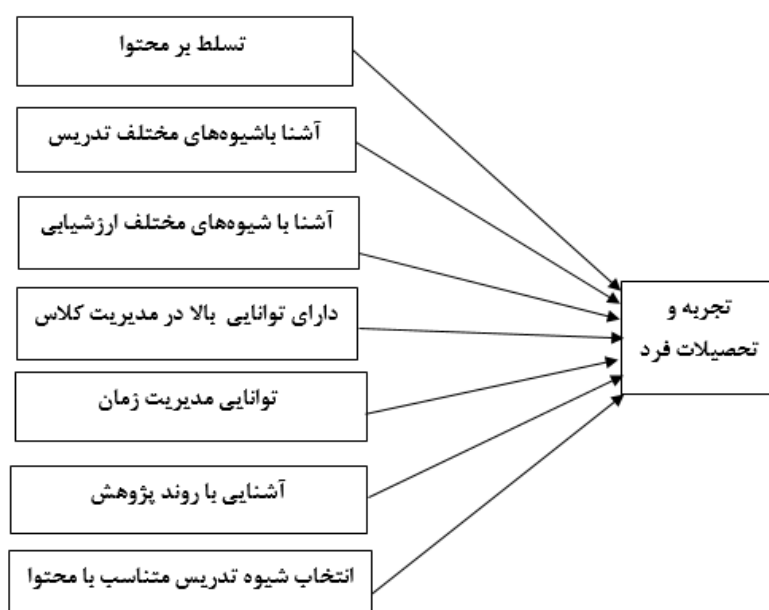 تسلط بر محتوا
آشنا باشیوه‌های مختلف تدریس
آشنا با شیوه‌های مختلف ارزشیابی
دارای توانایی بالا در مدیریت کلاس
توانایی مدیریت زمان
آشنایی با روند پژوهش
انتخاب شیوه تدریس متناسب با محتوا
تجربه و
تحصیلات فرد